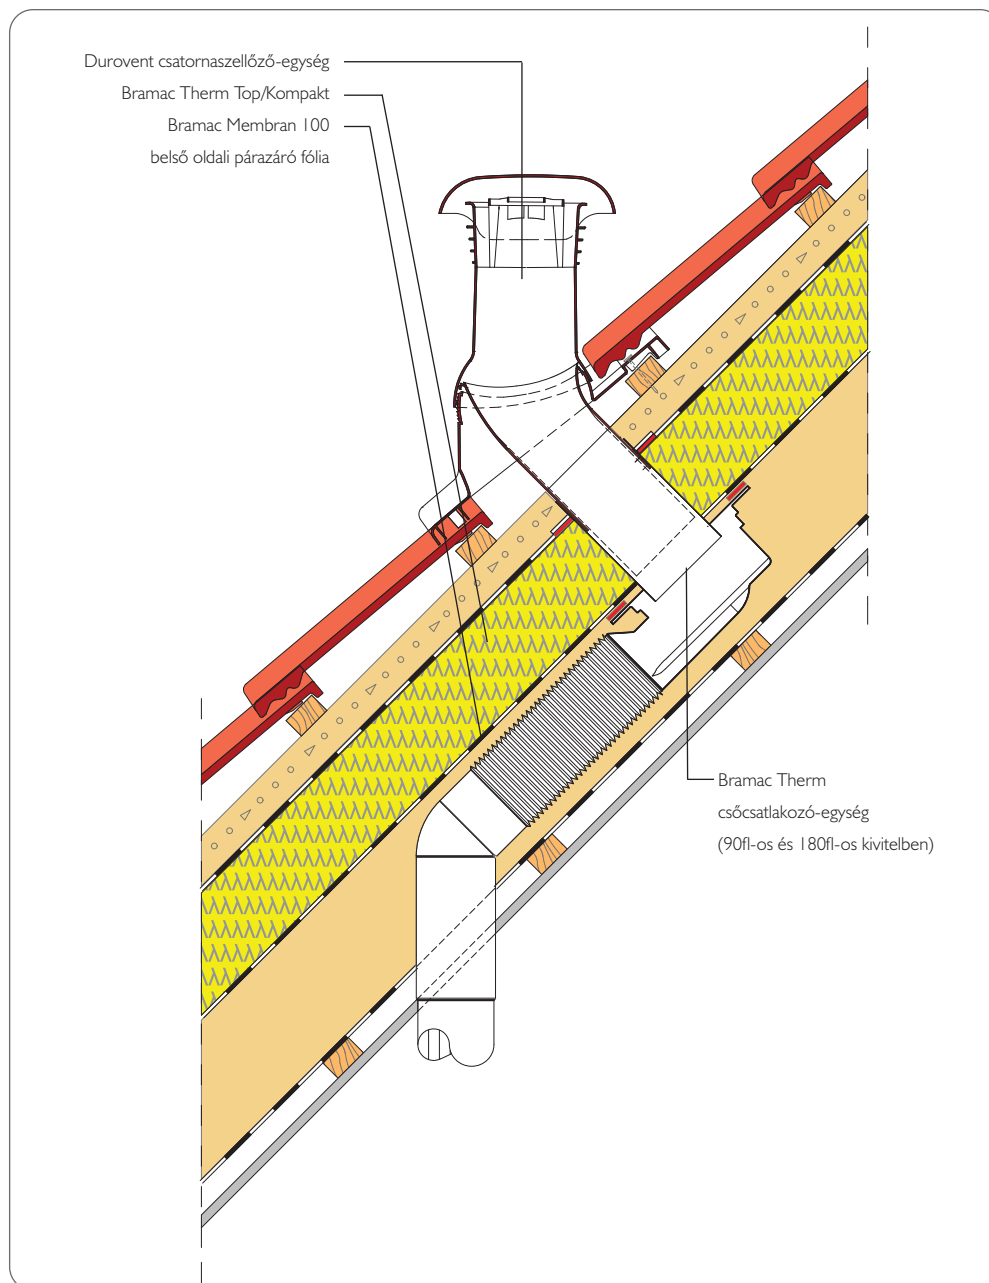 Durovent csatornaszellőző-egység
Bramac Therm Top/Kompakt
Bramac Membran 100
belső oldali párazáró fólia
Bramac Therm
csőcsatlakozó-egység
(90fl-os és 180fl-os kivitelben)